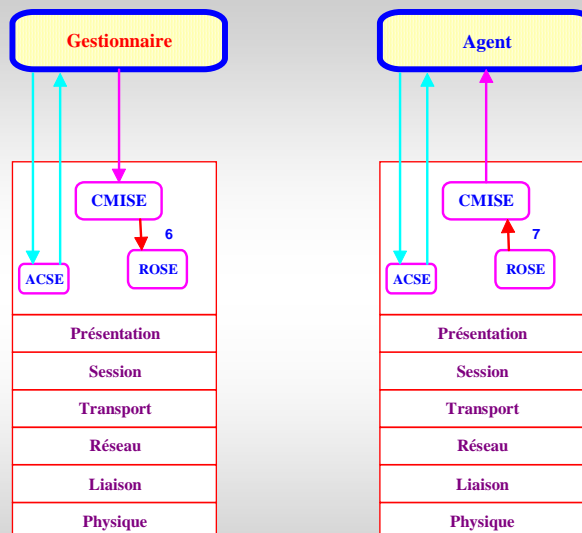 Gestionnaire
Agent
CMISE
6
ROSE
ACSE
CMISE
7
ROSE
ACSE
Présentation
Session
Transport
Réseau
Liaison
Physique
Présentation
Session
Transport
Réseau
Liaison
Physique